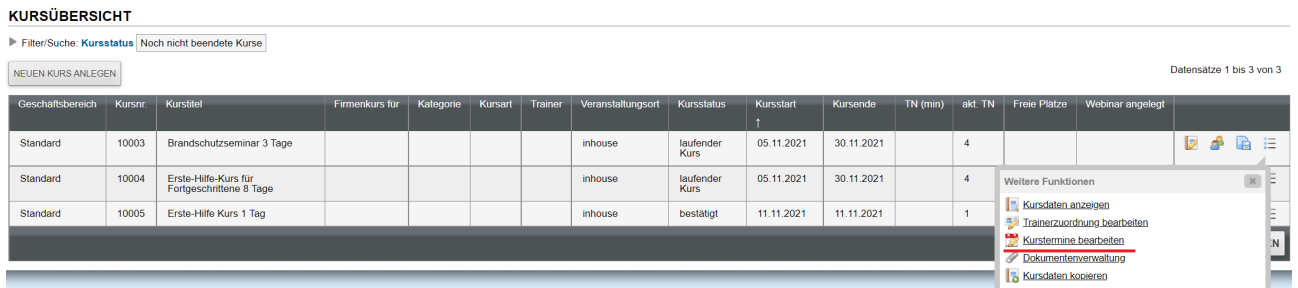 KURSÜBERSICHT
Filter/Suche: Kursstatus Noch nicht beendete Kurse
NEUEN KURS ANLEGEN
Datensätze 1 bis 3 von 3
Geschäftsbereich Kursnr. Kurstitel Firmenkurs für Kategorie Kursart Trainer Veranstaltungsort Kursstatus Kursstart ↑ Kursende TN (min) akt. TN Freie Plätze Webinar angelegt
Standard 10003 Brandschutzseminar 3 Tage inhouse laufender Kurs 05.11.2021 30.11.2021 4
Standard 10004 Erste-Hilfe-Kurs für Fortgeschrittene 8 Tage inhouse laufender Kurs 05.11.2021 30.11.2021 4
Standard 10005 Erste-Hilfe Kurs 1 Tag inhouse bestätigt 11.11.2021 11.11.2021 1
Weitere Funktionen
Kursdaten anzeigen
Trainerzuordnung bearbeiten
Kurstermine bearbeiten
Dokumentenverwaltung
Kursdaten kopieren